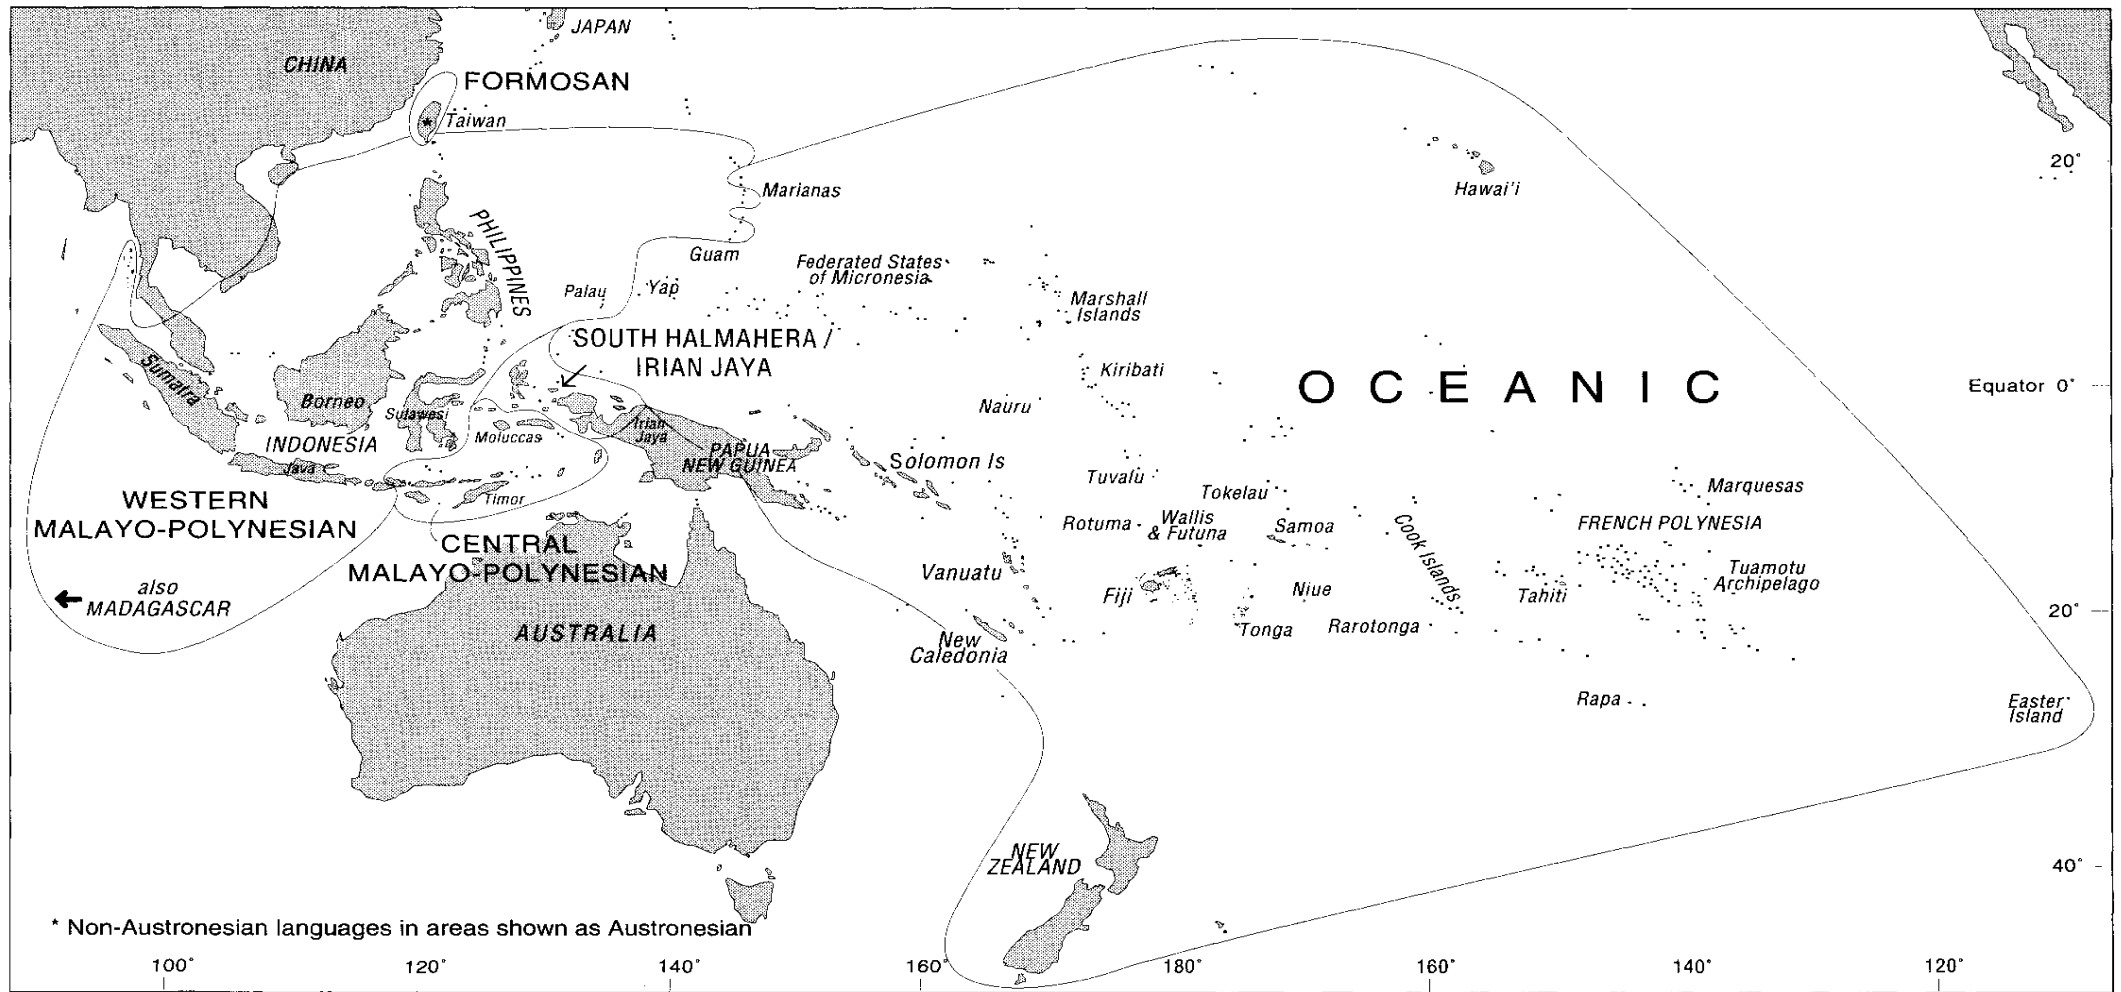 JAPAN
CHINA
FORMOSAN
* Taiwan
20°
Hawai'i
Marianas
PHILIPPINES
Guam
Federated States
of Micronesia
Palau
Yap
Marshall
Islands
SOUTH HALMAHERA /
IRIAN JAYA
Kiribati
OCEANIC
Equator 0°
Sumatra
Borneo
Sulawesi
Nauru
Irian
Jaya
INDONESIA
Moluccas
PAPUA
NEW GUINEA
Solomon Is
Java
Tuvalu
Tokelau
Marquesas
WESTERN
MALAYO-POLYNESIAN
Timor
Rotuma
Wallis
& Futuna
Samoa
Cook Islands
FRENCH POLYNESIA
CENTRAL
MALAYO-POLYNESIAN
Vanuatu
Tuamotu
Archipelago
also
MADAGASCAR
Fiji
Niue
Tahiti
20°
AUSTRALIA
Tonga
Rarotonga
New
Caledonia
Rapa
Easter
Island
NEW
ZEALAND
40°
* Non-Austronesian languages in areas shown as Austronesian
100° 120° 140° 160° 180° 160° 140° 120°